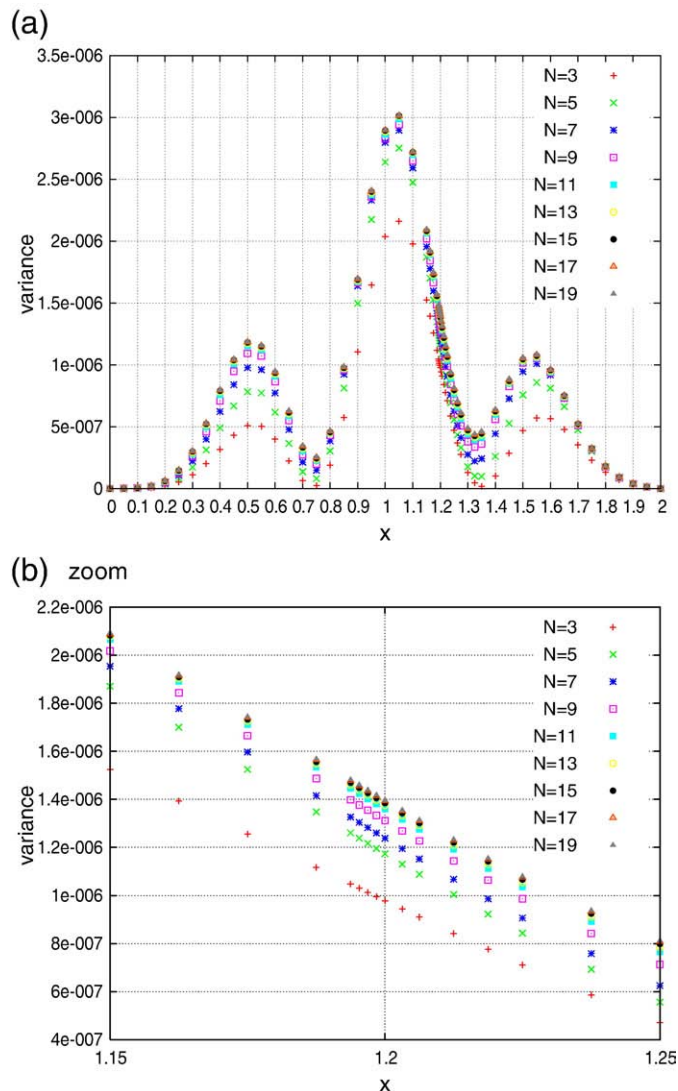 (a)
3.5e-006
3e-006
2.5e-006
2e-006
1.5e-006
1e-006
5e-007
0
variance
N=3
N=5
N=7
N=9
N=11
N=13
N=15
N=17
N=19
0 0.1 0.2 0.3 0.4 0.5 0.6 0.7 0.8 0.9 1 1.1 1.2 1.3 1.4 1.5 1.6 1.7 1.8 1.9 2
x
(b) zoom
2.2e-006
2e-006
1.8e-006
1.6e-006
1.4e-006
1.2e-006
1e-006
8e-007
6e-007
4e-007
variance
N=3
N=5
N=7
N=9
N=11
N=13
N=15
N=17
N=19
1.15 1.2 1.25
x